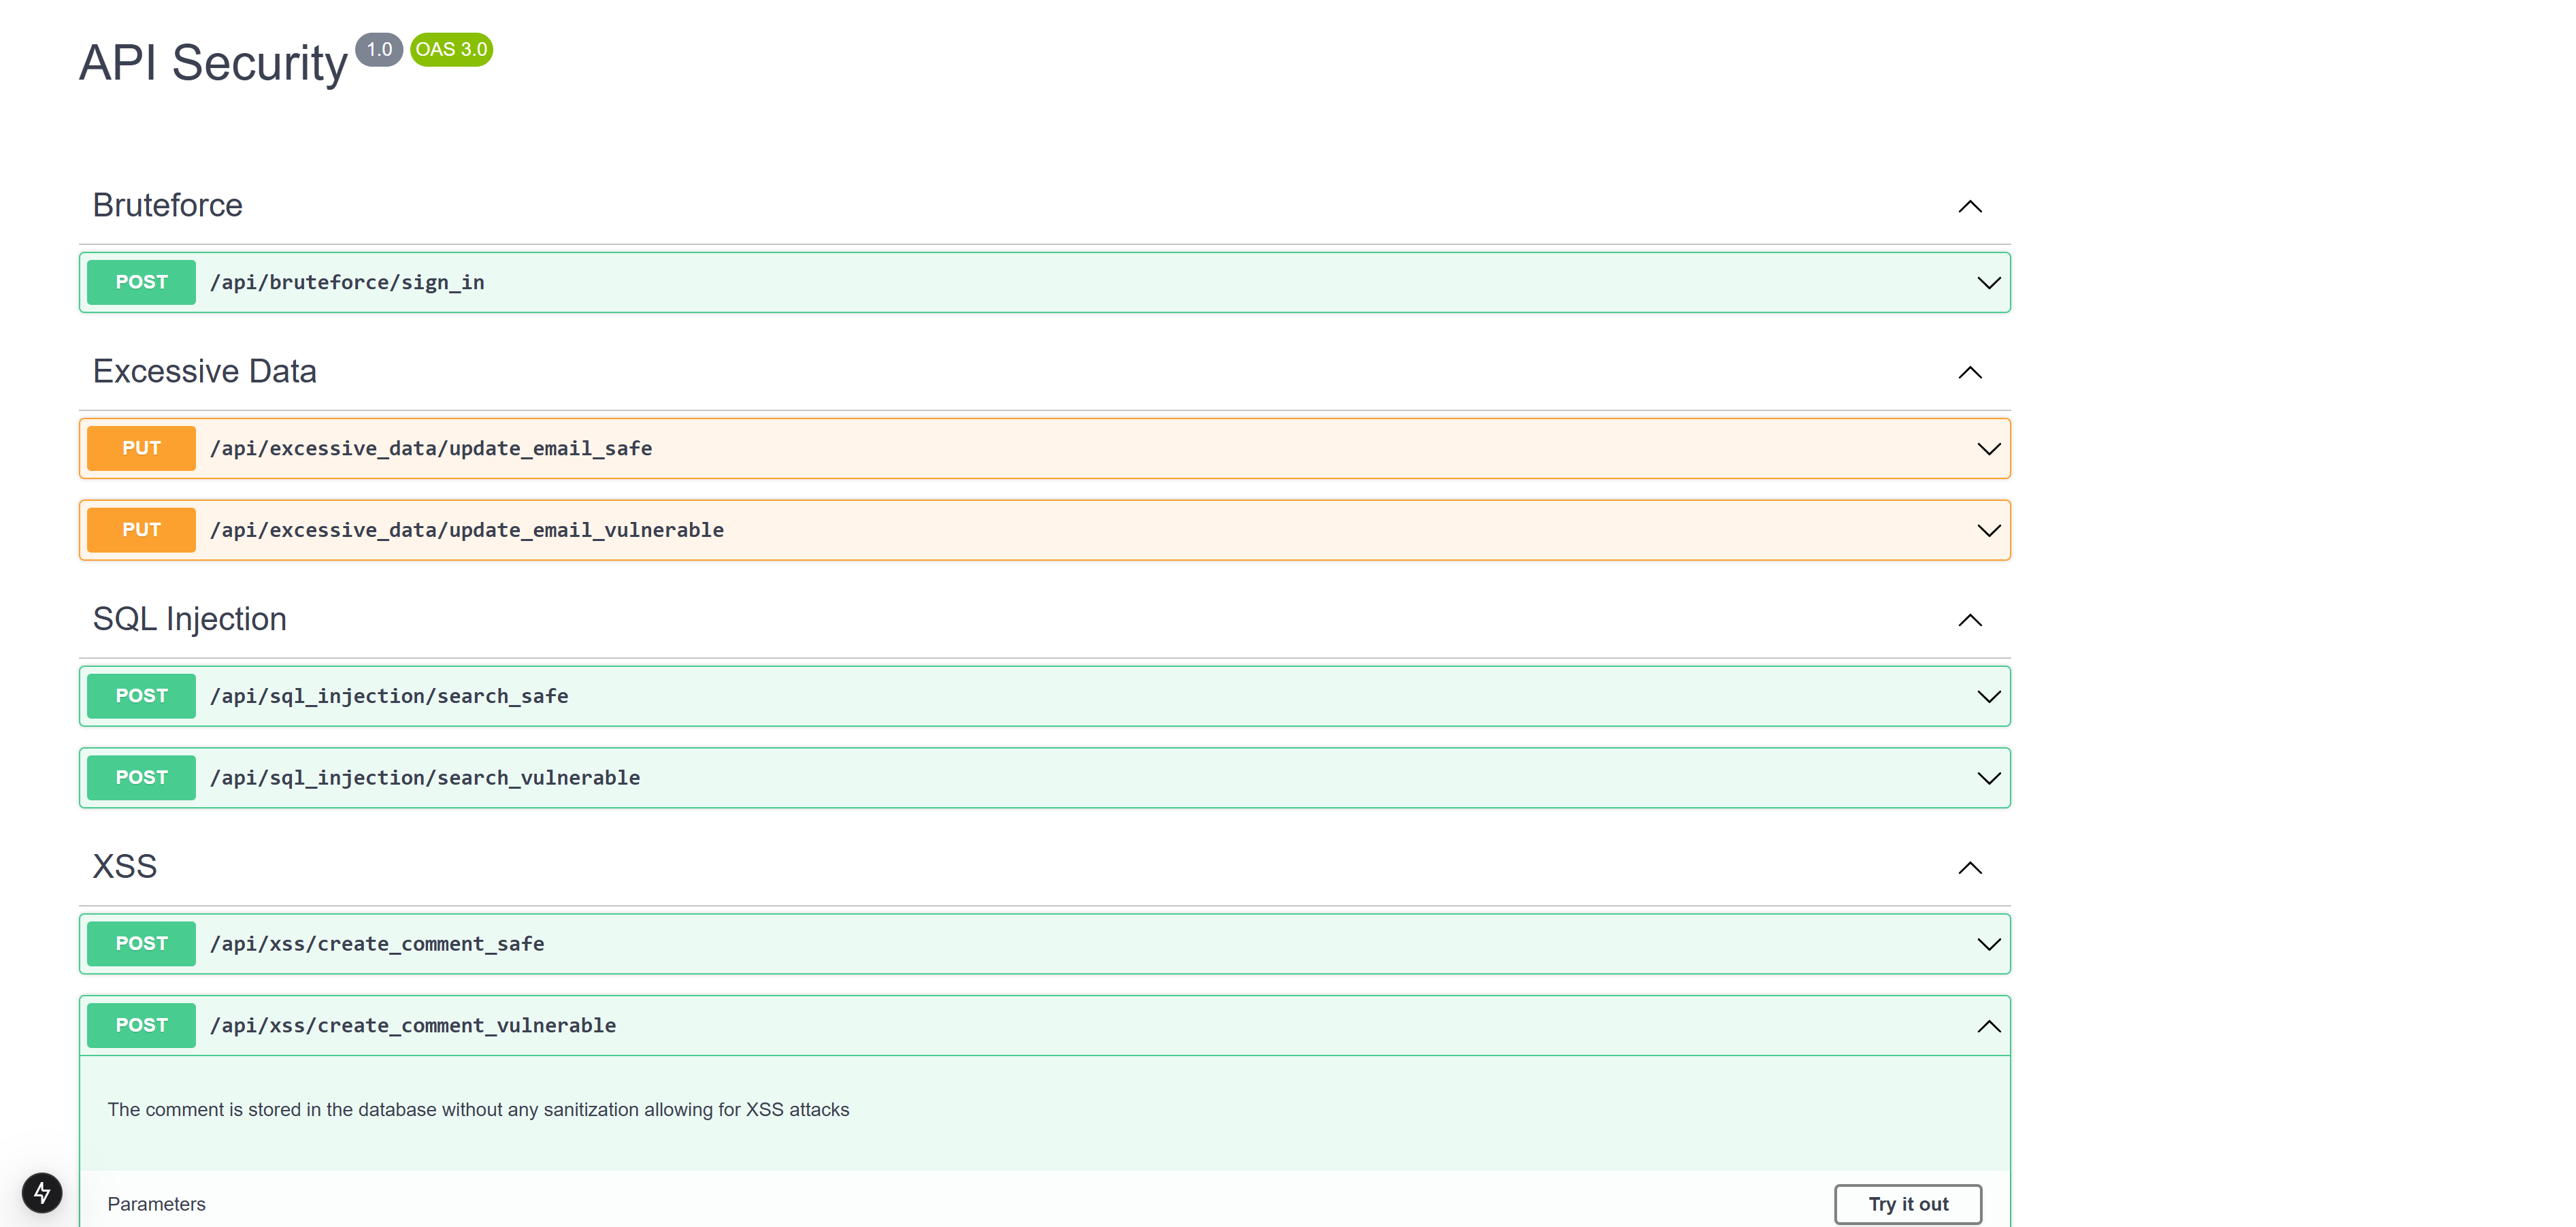 API Security 1.0 OAS 3.0
Bruteforce
POST /api/bruteforce/sign_in
Excessive Data
PUT /api/excessive_data/update_email_safe
PUT /api/excessive_data/update_email_vulnerable
SQL Injection
POST /api/sql_injection/search_safe
POST /api/sql_injection/search_vulnerable
XSS
POST /api/xss/create_comment_safe
POST /api/xss/create_comment_vulnerable
The comment is stored in the database without any sanitization allowing for XSS attacks
Parameters Try it out